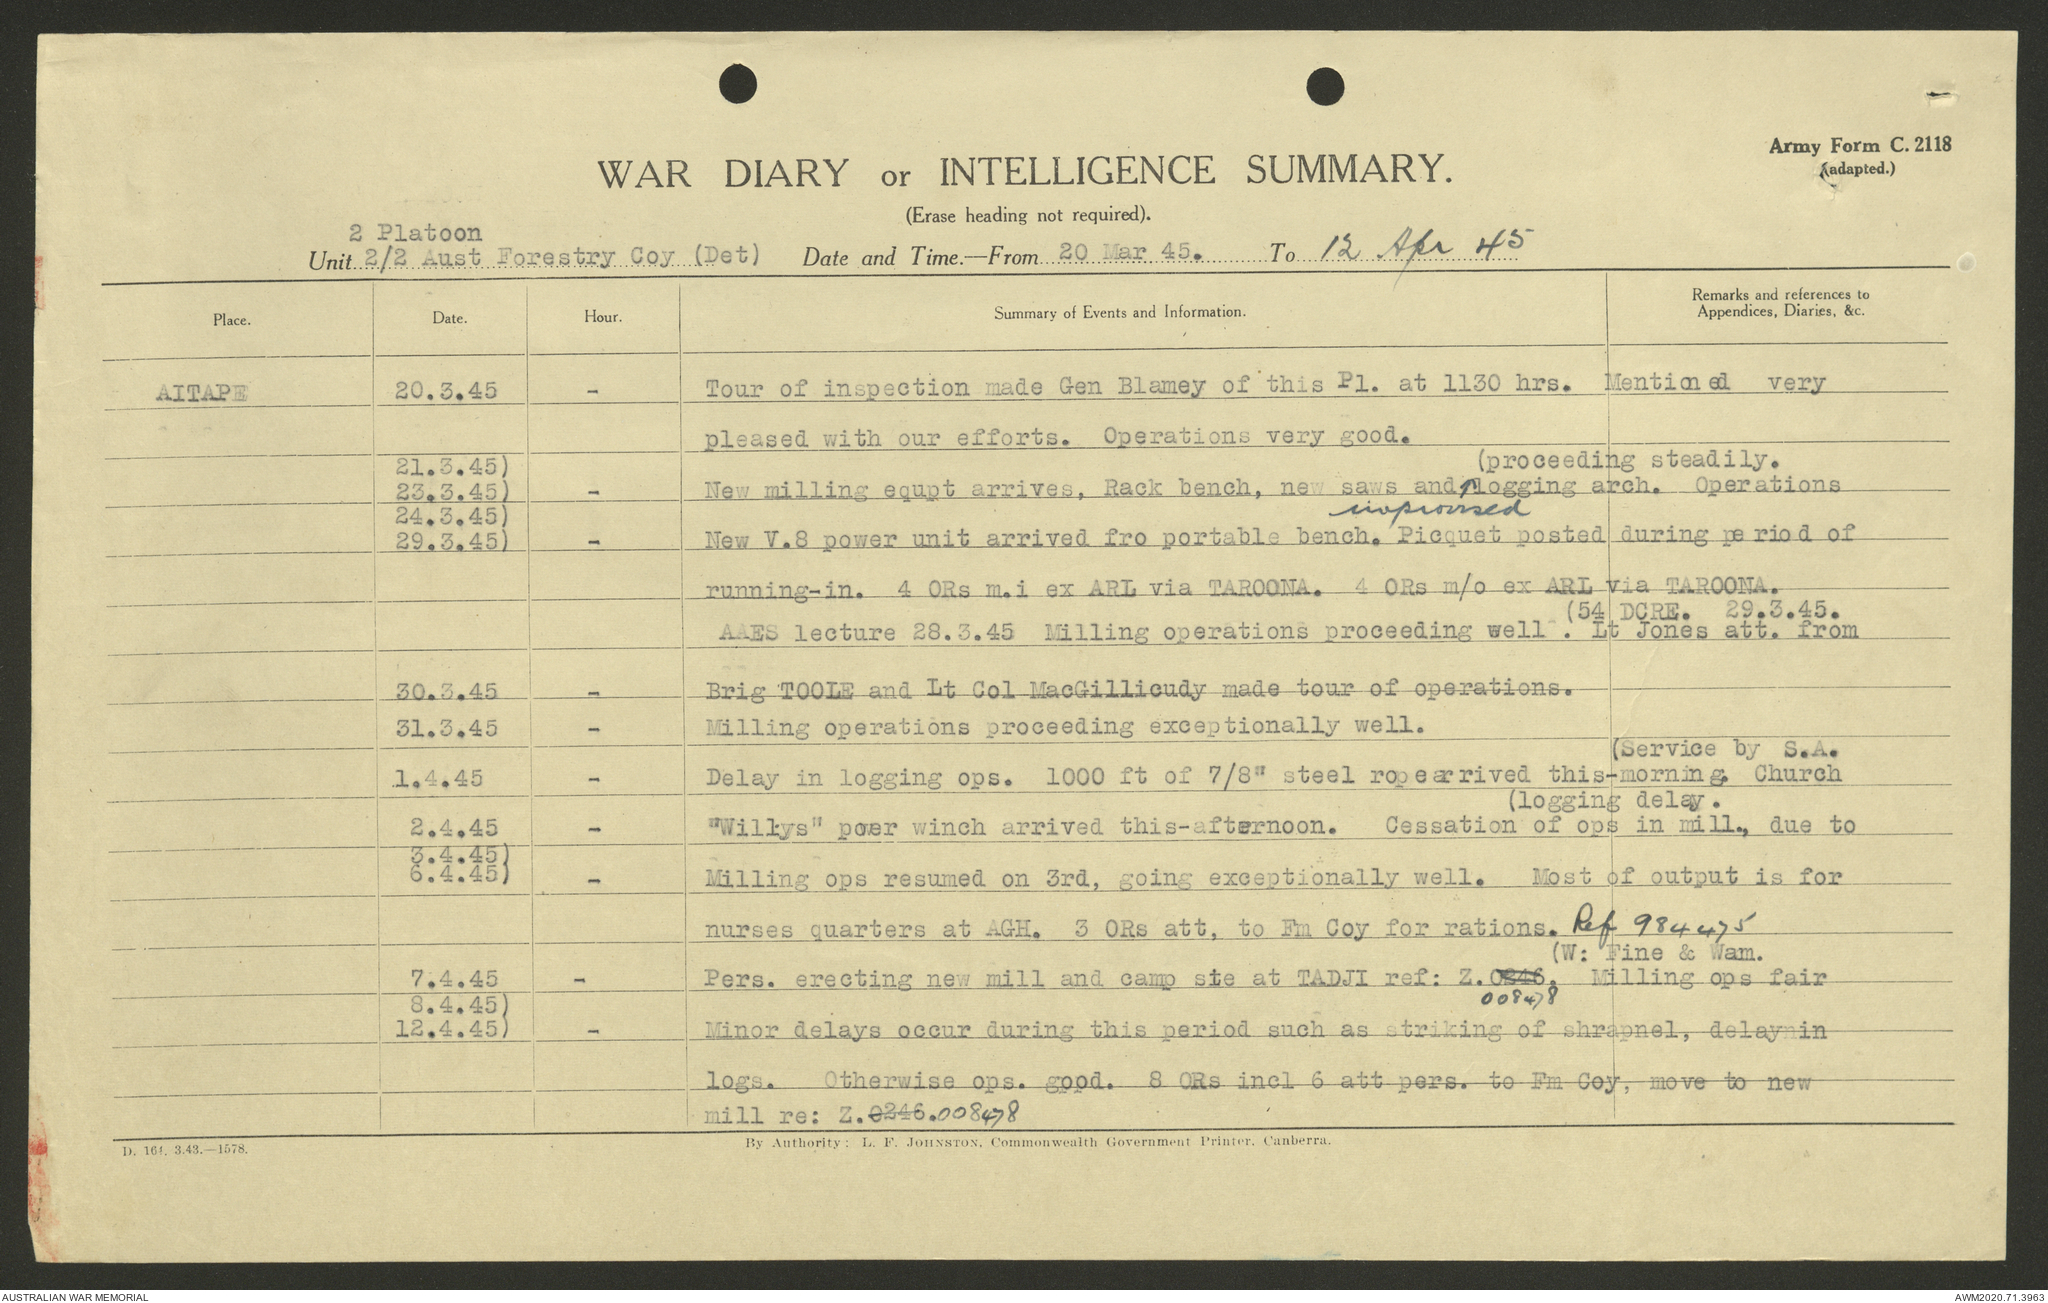 Army Form C. 2118
(adapted.)
WAR DIARY or INTELLIGENCE SUMMARY.
(Erase heading not required).
2 Platoon
Unit 2/2 Aust Forestry Coy (Det) Date and Time.—From 20 Mar 45. To 12 Apr 45
Place. Date. Hour. Summary of Events and Information. Remarks and references to Appendices, Diaries, &c.
AITAPE 20.3.45 - Tour of inspection made Gen Blamey of this Pl. at 1130 hrs. Mentioned very
pleased with our efforts. Operations very good.
21.3.45) (proceeding steadily.
23.3.45) - New milling equpt arrives, Rack bench, new saws and logging arch. Operations
24.3.45) improvised
29.3.45) - New V.8 power unit arrived fro portable bench. Picquet posted during period of
running-in. 4 ORs m.i ex ARL via TAROONA. 4 ORs m/o ex ARL via TAROONA.
(54 DCRE. 29.3.45.
AAES lecture 28.3.45 Milling operations proceeding well . Lt Jones att. from
30.3.45 - Brig TOOLE and Lt Col MacGillicudy made tour of operations.
31.3.45 - Milling operations proceeding exceptionally well.
(Service by S.A.
1.4.45 - Delay in logging ops. 1000 ft of 7/8" steel rope arrived this-morning. Church
(logging delay.
2.4.45 - "Willys" power winch arrived this-afternoon. Cessation of ops in mill., due to
3.4.45)
6.4.45) - Milling ops resumed on 3rd, going exceptionally well. Most of output is for
nurses quarters at AGH. 3 ORs att, to Fm Coy for rations. Ref 984475
(W: Fine & Wam.
7.4.45 - Pers. erecting new mill and camp stie at TADJI ref: Z.0246. Milling ops fair
8.4.45) 008478
12.4.45) - Minor delays occur during this period such as striking of shrapnel, delaynin
logs. Otherwise ops. good. 8 ORs incl 6 att pers. to Fm Coy, move to new
mill re: Z.0246.008478
D. 164. 3.43.—1578. By Authority: L. F. JOHNSTON, Commonwealth Government Printer, Canberra.
AUSTRALIAN WAR MEMORIAL AWM2020.71.3963